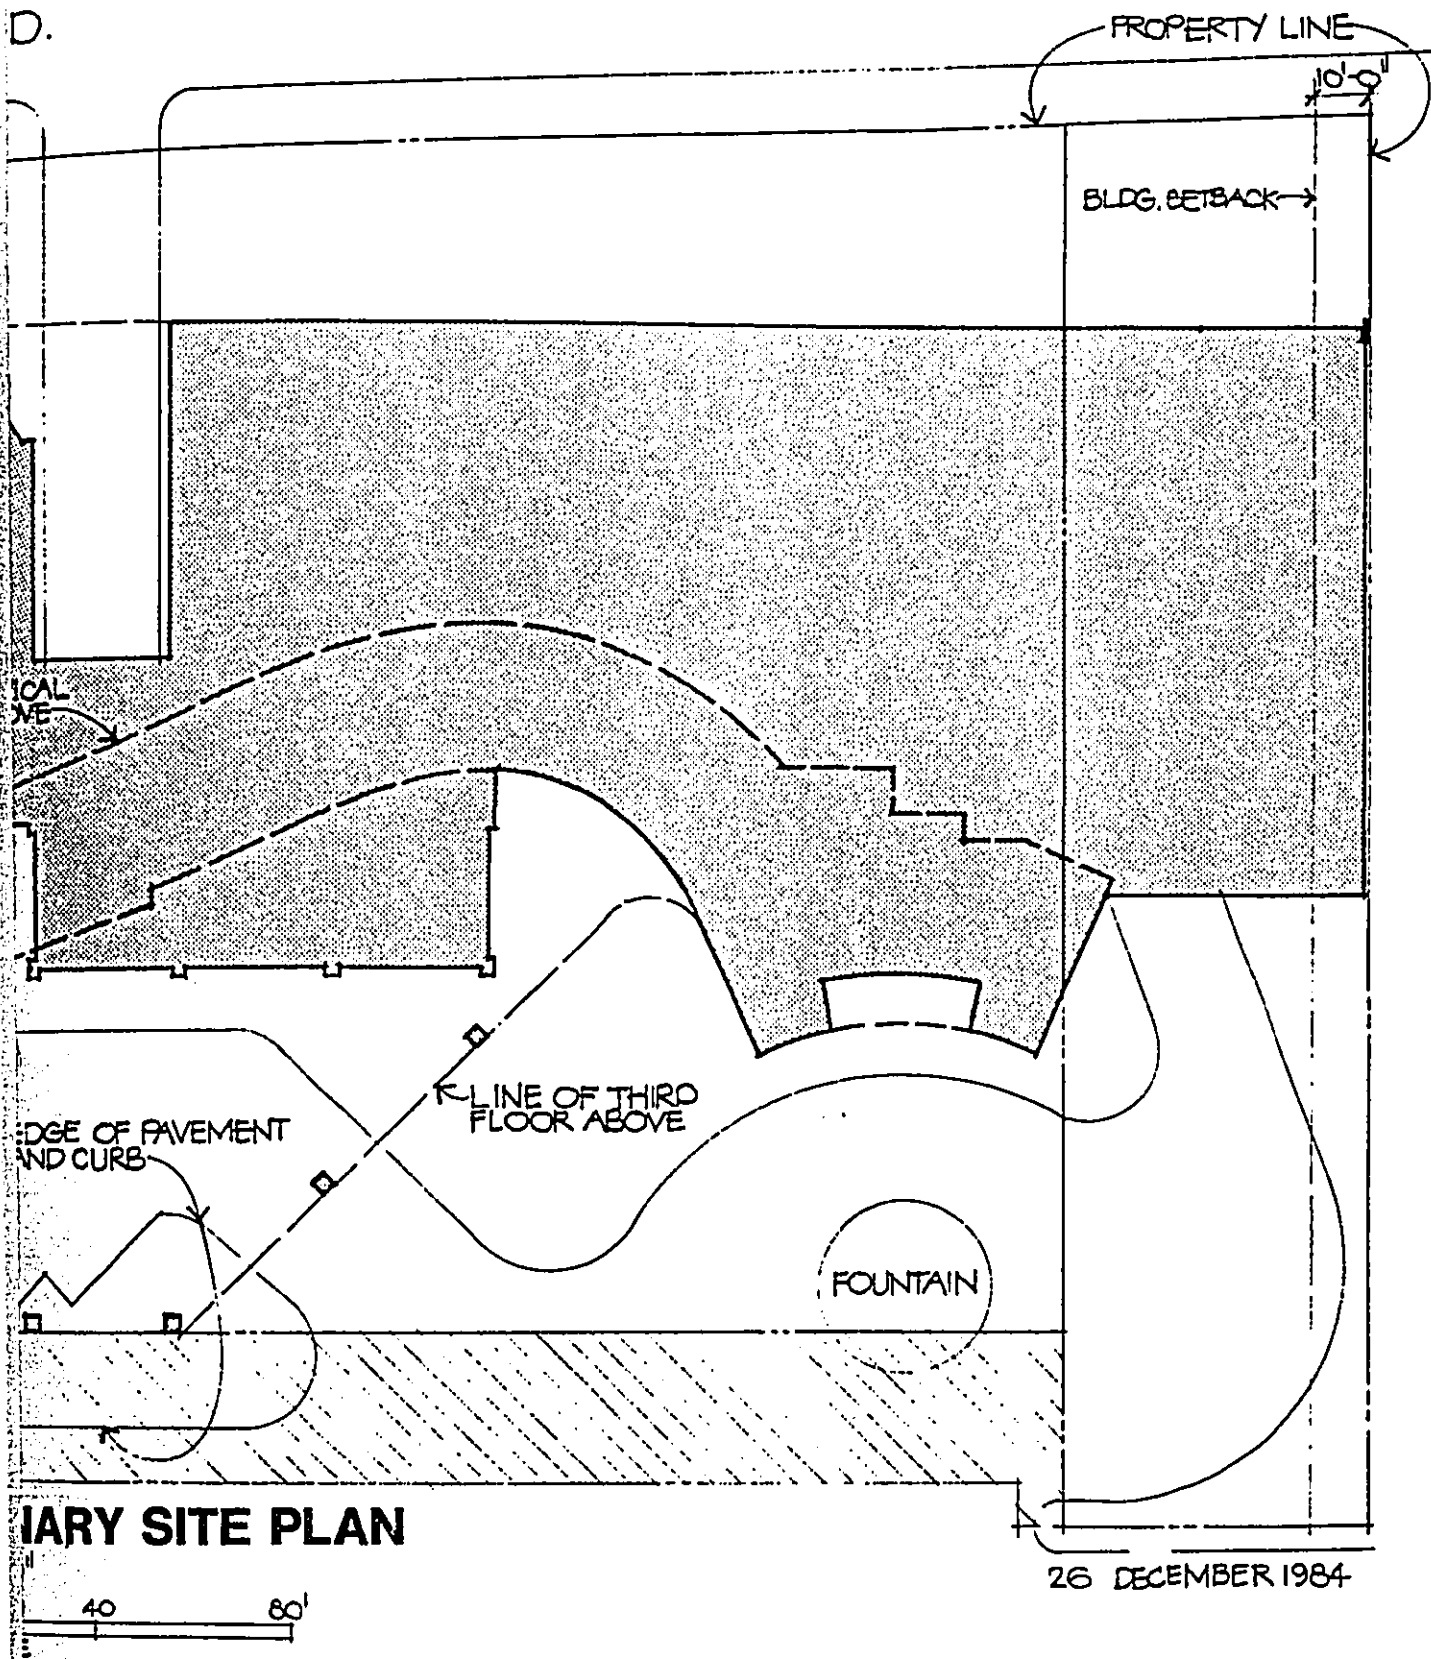 D.
PROPERTY LINE
10'-0"
BLDG. SETBACK
ICAL
OVE
LINE OF THIRD
FLOOR ABOVE
EDGE OF PAVEMENT
AND CURB
FOUNTAIN
IARY SITE PLAN
40 80'
26 DECEMBER 1984